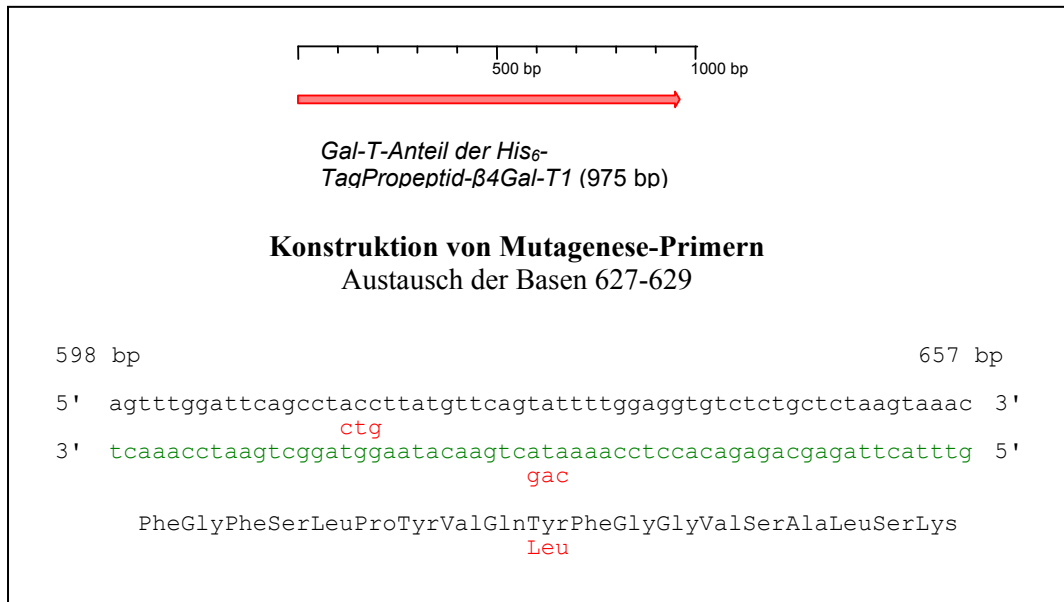 500 bp 1000 bp
Gal-T-Anteil der His6-
TagPropeptid-β4Gal-T1 (975 bp)
Konstruktion von Mutagenese-Primern
Austausch der Basen 627-629
598 bp 657 bp
5' agtttggattcagcctaccttatgttcagtattttggaggtgtctctgctctaagtaaac 3'
ctg
3' tcaaacctaagtcggatggaatacaagtcataaaacctccacagagacgagattcatttg 5'
gac
PheGlyPheSerLeuProTyrValGlnTyrPheGlyGlyValSerAlaLeuSerLys
Leu